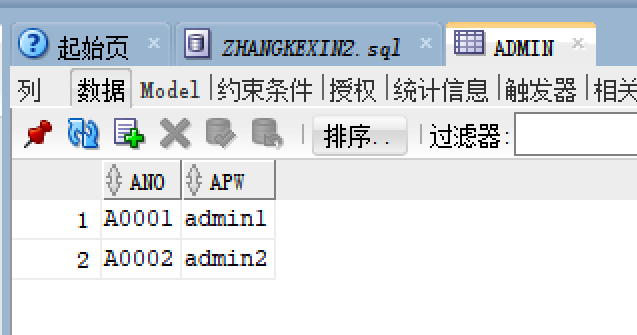 起始页 ZHANGKEXIN2.sql ADMIN
列 数据 Model 约束条件 授权 统计信息 触发器 相关
排序.. 过滤器:
ANO APW
1 A0001 admin1
2 A0002 admin2